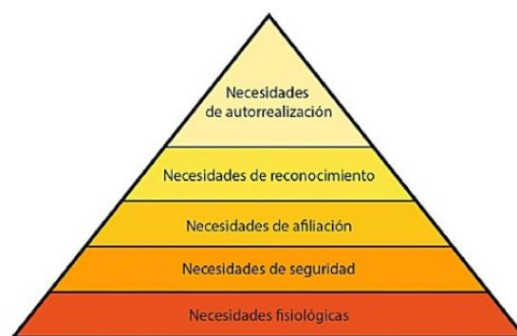 Necesidades
de autorrealización
Necesidades de reconocimiento
Necesidades de afiliación
Necesidades de seguridad
Necesidades fisiológicas